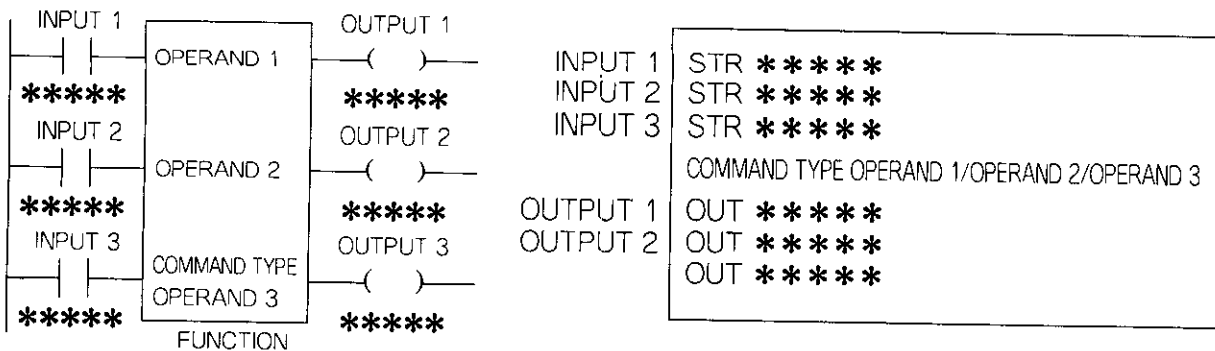 INPUT 1 OUTPUT 1
OPERAND 1 ( )
***** *****
INPUT 2 OUTPUT 2
OPERAND 2 ( )
***** *****
INPUT 3 OUTPUT 3
COMMAND TYPE ( )
OPERAND 3
***** *****
FUNCTION
INPUT 1 STR *****
INPUT 2 STR *****
INPUT 3 STR *****
COMMAND TYPE OPERAND 1/OPERAND 2/OPERAND 3
OUTPUT 1 OUT *****
OUTPUT 2 OUT *****
OUT *****